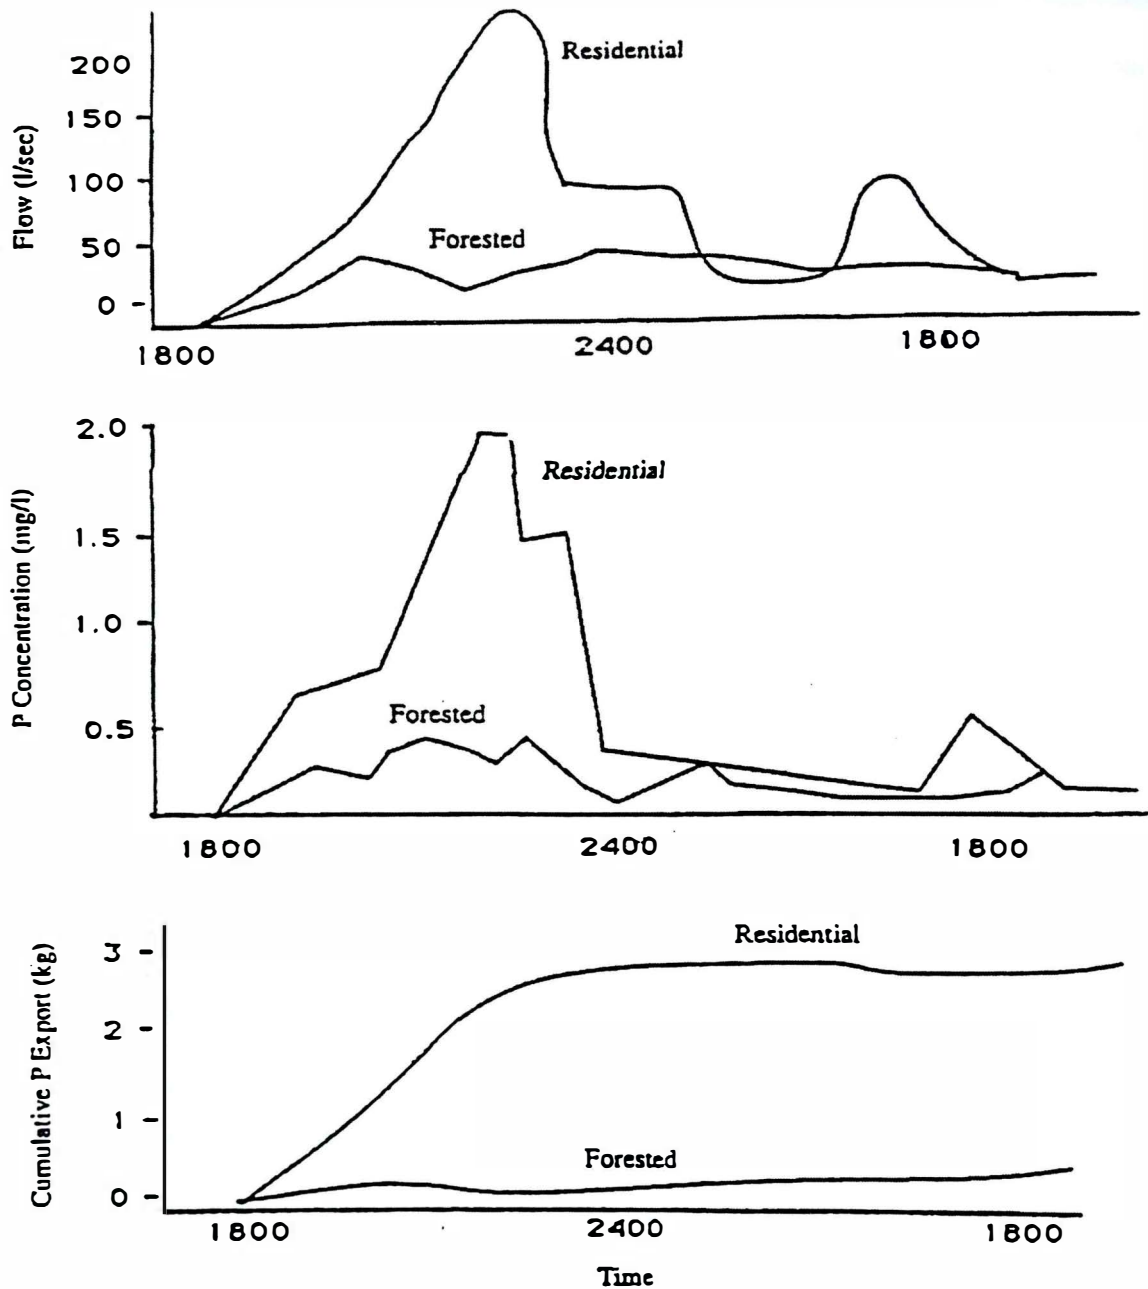 Flow (l/sec)
200
150
100
50
0
Residential
Forested
1800
2400
1800
P Concentration (mg/l)
2.0
1.5
1.0
0.5
Residential
Forested
1800
2400
1800
Cumulative P Export (kg)
3
2
1
0
Residential
Forested
1800
2400
1800
Time